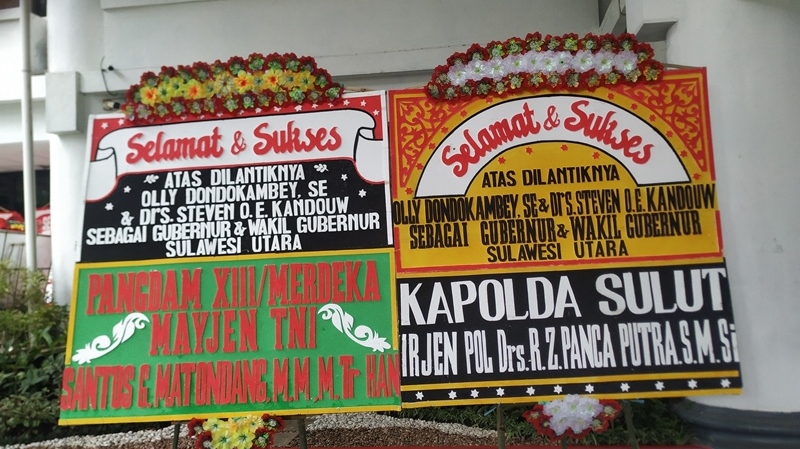 Selamat & Sukses
ATAS DILANTIKNYA
OLLY DONDOKAMBEY, SE
& Drs. STEVEN O.E. KANDOUW
SEBAGAI GUBERNUR & WAKIL GUBERNUR
SULAWESI UTARA
PANGDAM XIII/MERDEKA
MAYJEN TNI
SANTOS G. MATONDANG, M.M, M.Tr HAN
Selamat & Sukses
ATAS DILANTIKNYA
OLLY DONDOKAMBEY, SE & Drs. STEVEN O.E. KANDOUW
SEBAGAI GUBERNUR & WAKIL GUBERNUR
SULAWESI UTARA
KAPOLDA SULUT
IRJEN POL Drs. R.Z. PANCA PUTRA.S.M.Si